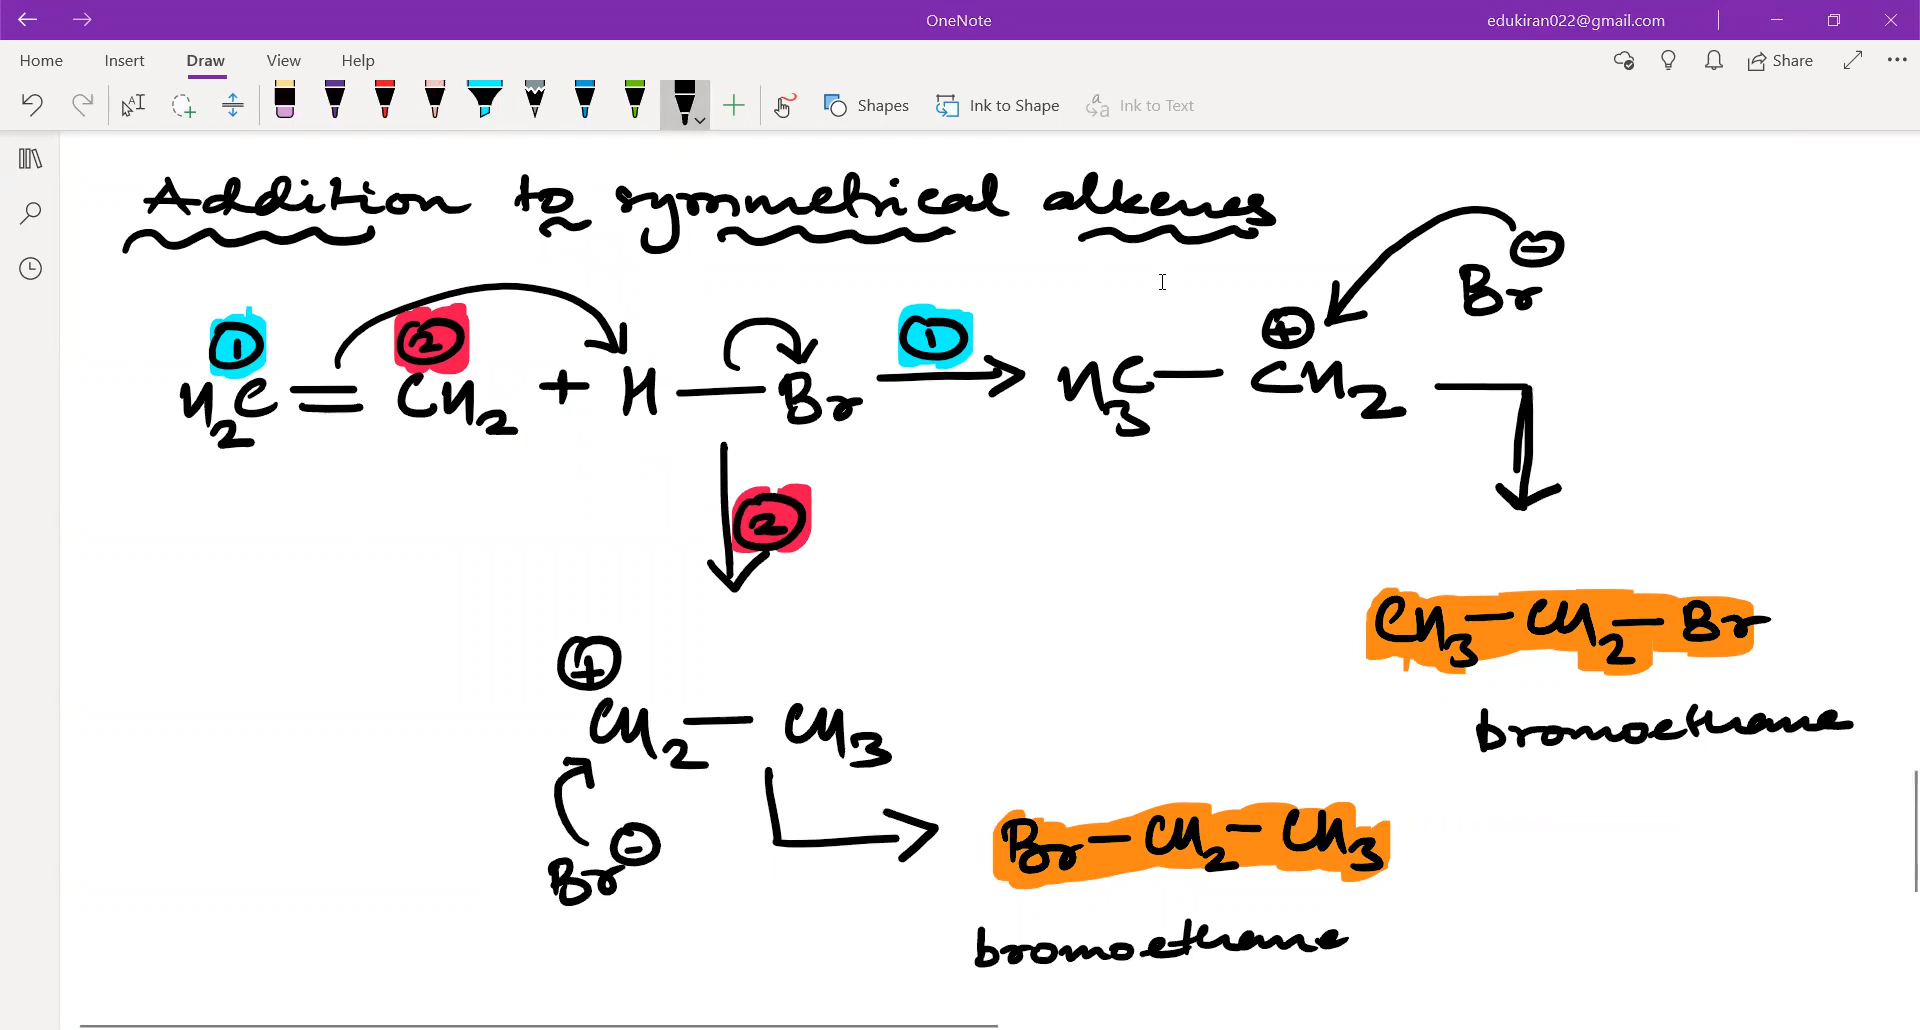 OneNote
edukiran022@gmail.com
Home Insert Draw View Help
Share
Shapes Ink to Shape Ink to Text
Addition to symmetrical alkenes
Br ⊖
① ② ① ⊕
H2C = CH2 + H — Br → H3C — CH2
②
CH3 — CH2 — Br
bromoethane
⊕
CH2 — CH3
Br ⊖
Br — CH2 — CH3
bromoethane